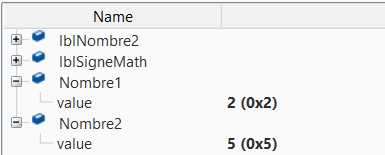 Name
lblNombre2
lblSigneMath
Nombre1
value 2 (0x2)
Nombre2
value 5 (0x5)